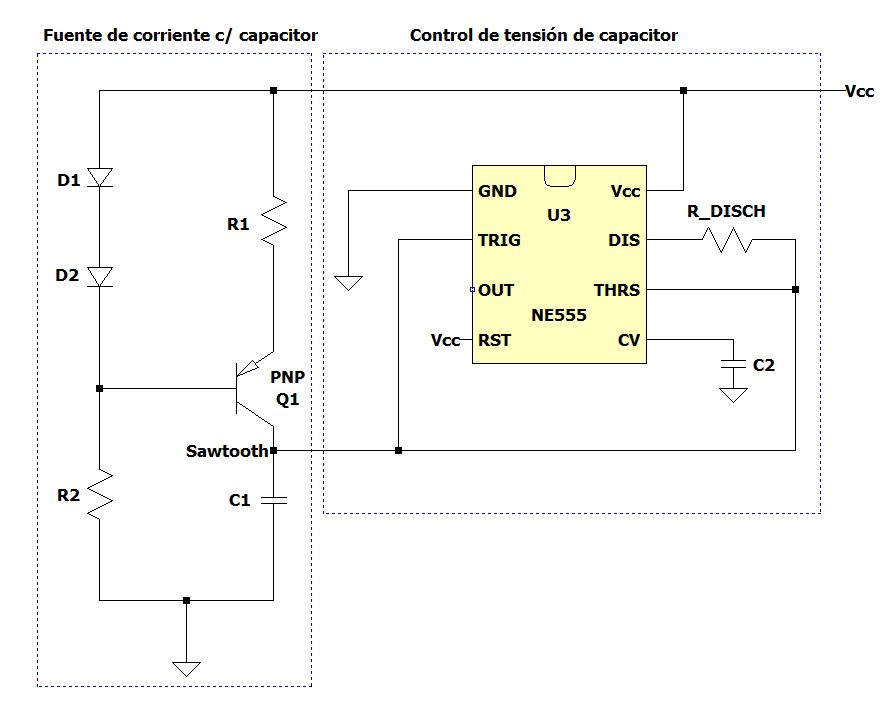 Fuente de corriente c/ capacitor
Control de tensión de capacitor
Vcc
D1
D2
R1
PNP
Q1
Sawtooth
R2
C1
GND
Vcc
U3
TRIG
DIS
R_DISCH
OUT
THRS
NE555
Vcc
RST
CV
C2